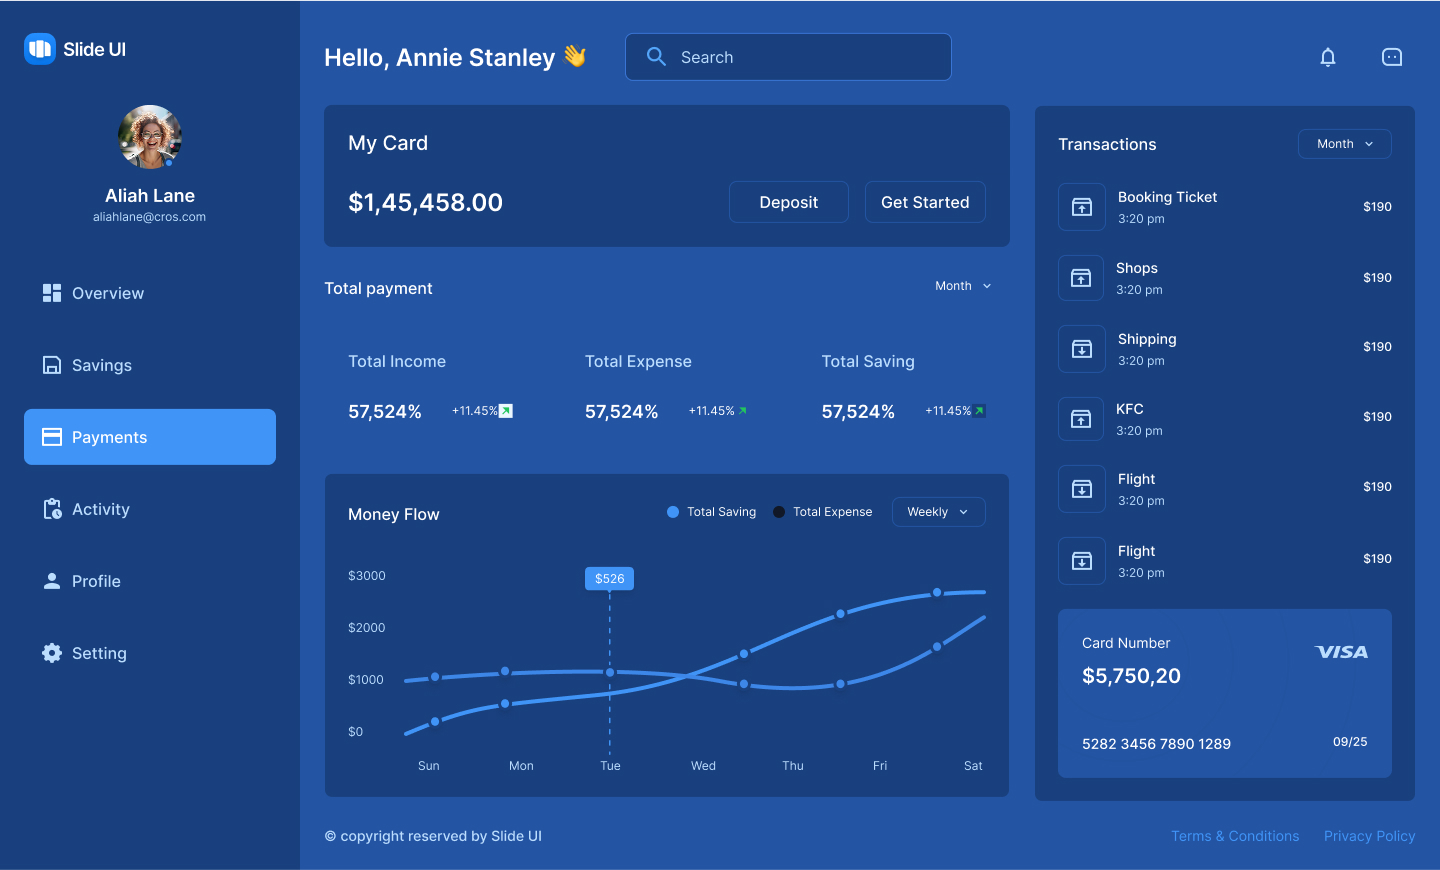 Slide UI
Aliah Lane
aliahlane@cros.com
Overview
Savings
Payments
Activity
Profile
Setting
Hello, Annie Stanley 👋
Search
My Card
$1,45,458.00
Deposit
Get Started
Total payment
Month
Total Income
57,524% +11.45%
Total Expense
57,524% +11.45%
Total Saving
57,524% +11.45%
Money Flow
Total Saving
Total Expense
Weekly
$3000
$2000
$1000
$0
$526
Sun Mon Tue Wed Thu Fri Sat
Transactions
Month
Booking Ticket
3:20 pm
$190
Shops
3:20 pm
$190
Shipping
3:20 pm
$190
KFC
3:20 pm
$190
Flight
3:20 pm
$190
Flight
3:20 pm
$190
Card Number
VISA
$5,750,20
5282 3456 7890 1289
09/25
© copyright reserved by Slide UI
Terms & Conditions
Privacy Policy